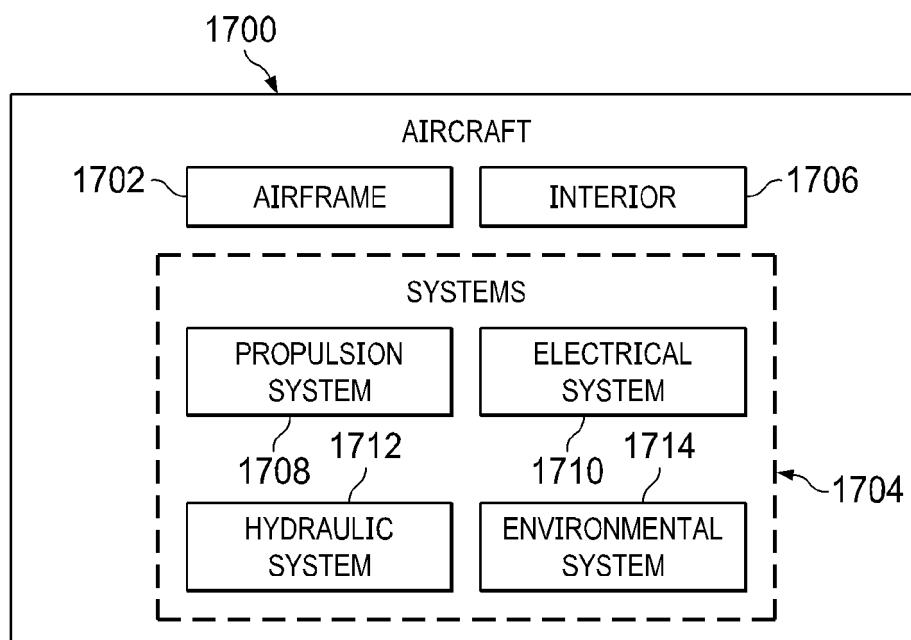 1700
AIRCRAFT
1702
AIRFRAME
INTERIOR
1706
SYSTEMS
PROPULSION
SYSTEM
ELECTRICAL
SYSTEM
1708
1712
1710
1714
1704
HYDRAULIC
SYSTEM
ENVIRONMENTAL
SYSTEM